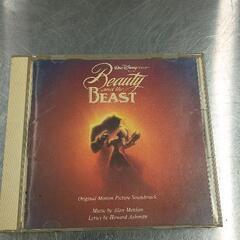 Walt Disney
Beauty
and the
BEAST
Original Motion Picture Soundtrack
Music by Alan Menken
Lyrics by Howard Ashman